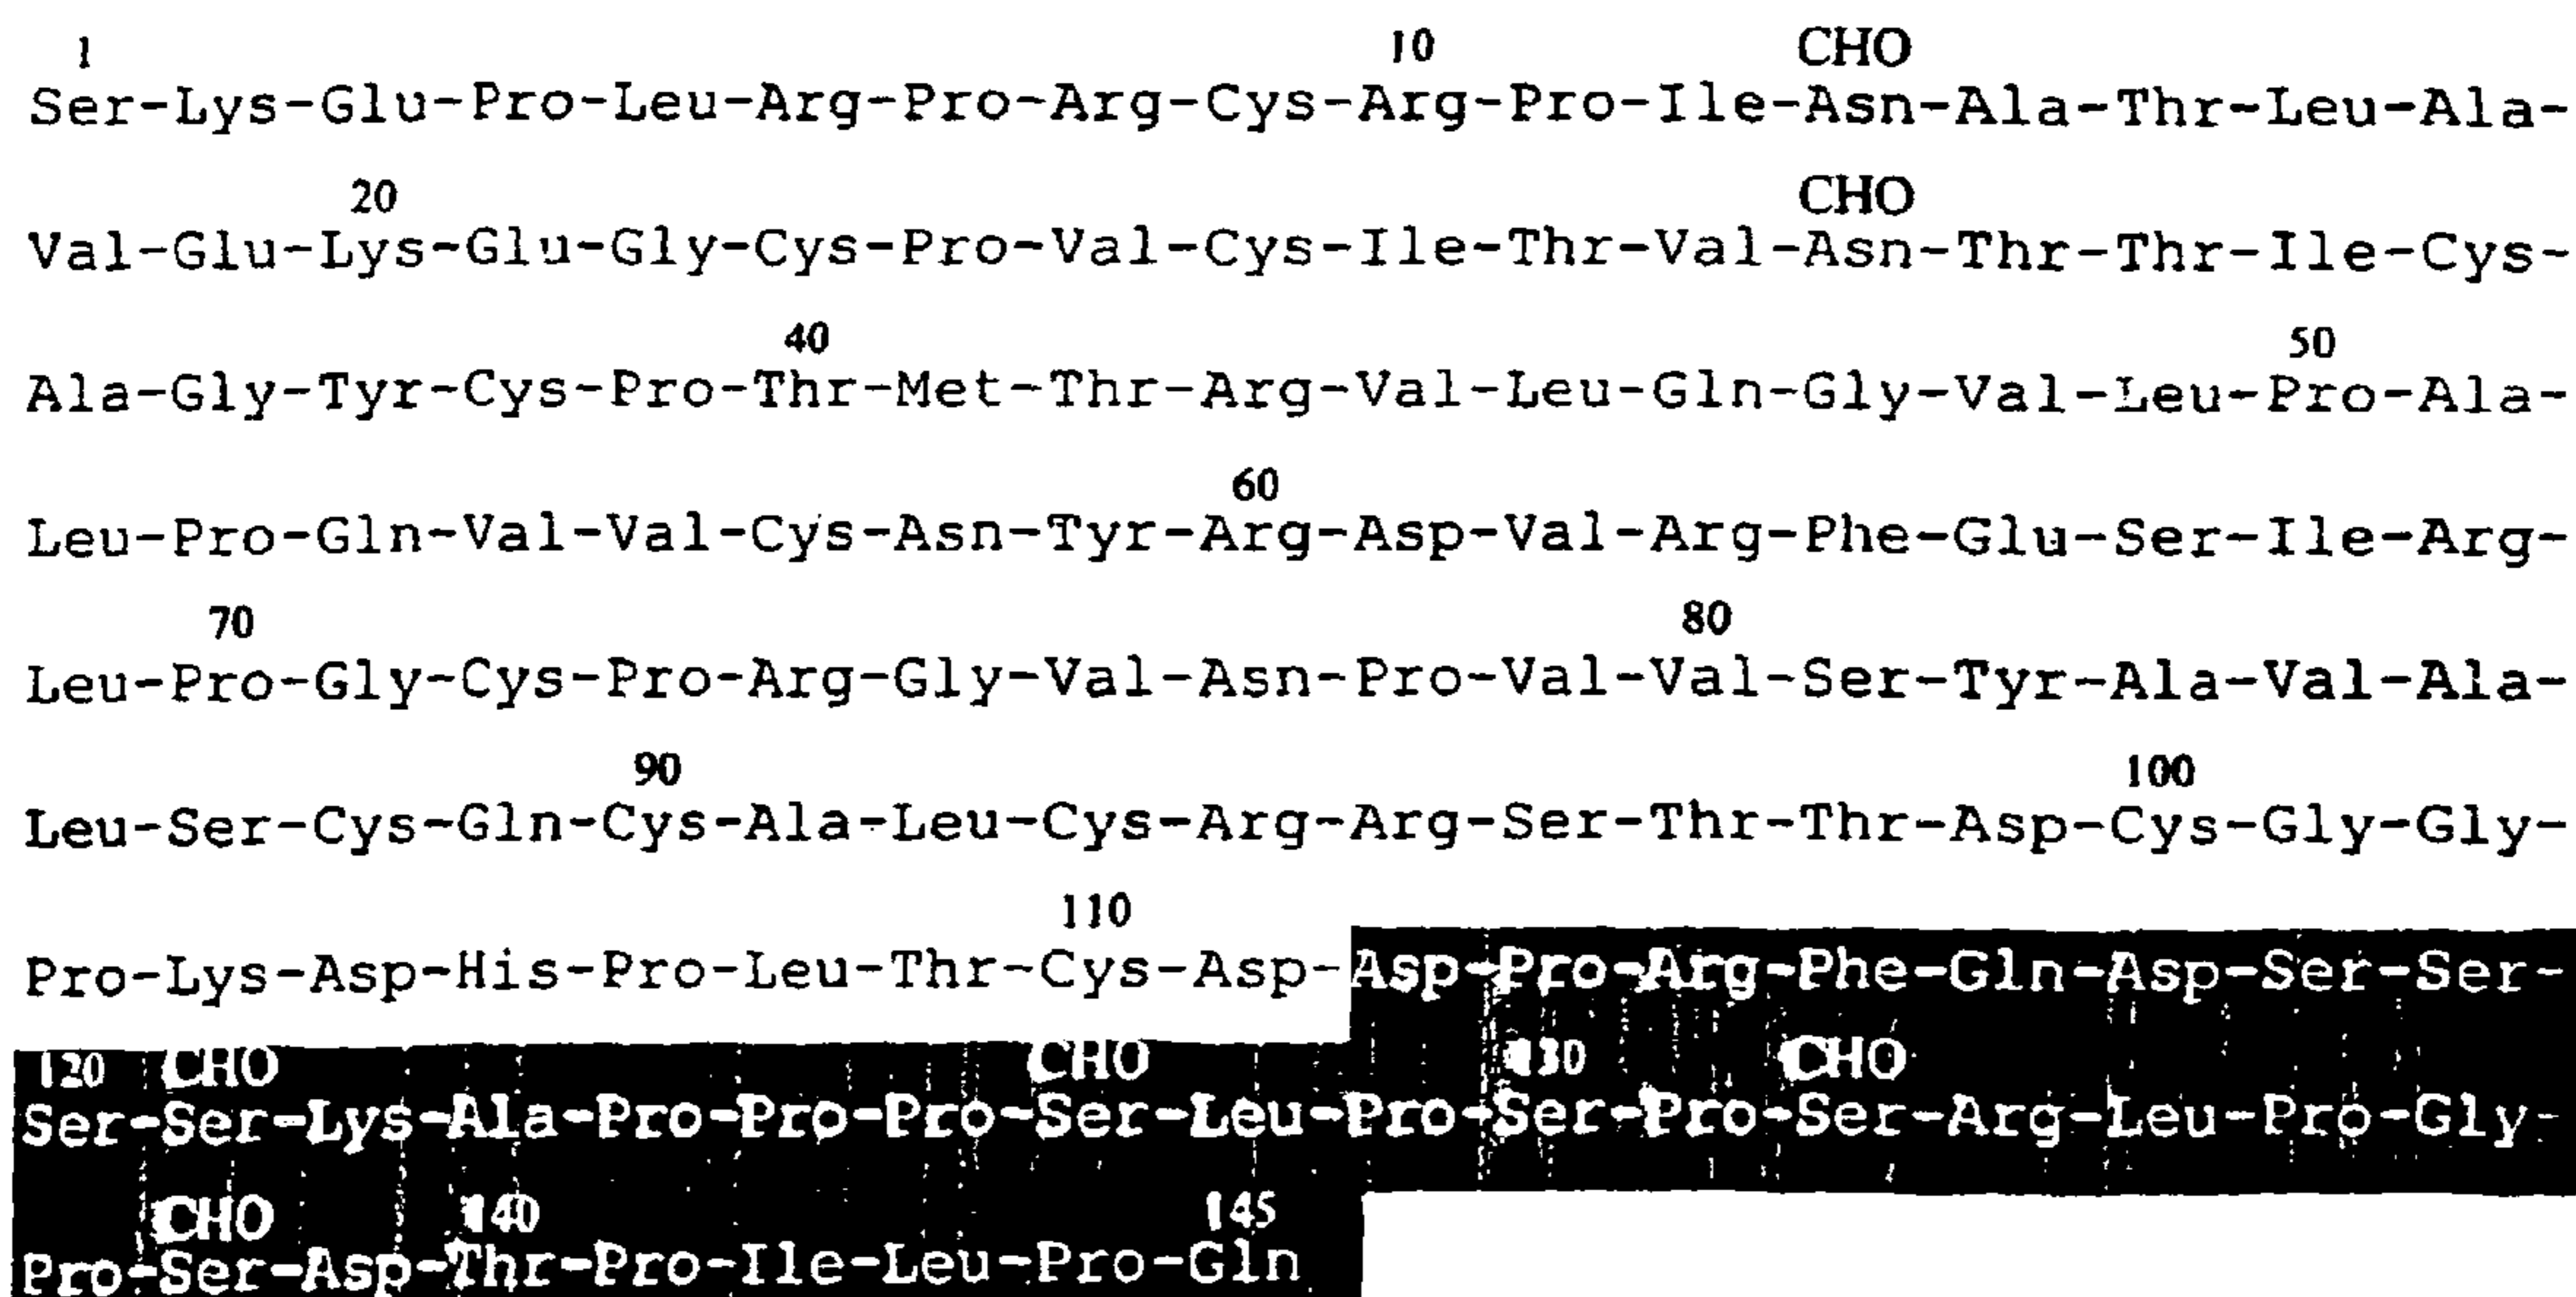 1 10 CHO
Ser-Lys-Glu-Pro-Leu-Arg-Pro-Arg-Cys-Arg-Pro-Ile-Asn-Ala-Thr-Leu-Ala-
20 CHO
Val-Glu-Lys-Glu-Gly-Cys-Pro-Val-Cys-Ile-Thr-Val-Asn-Thr-Thr-Ile-Cys-
40 50
Ala-Gly-Tyr-Cys-Pro-Thr-Met-Thr-Arg-Val-Leu-Gln-Gly-Val-Leu-Pro-Ala-
60
Leu-Pro-Gln-Val-Val-Cys-Asn-Tyr-Arg-Asp-Val-Arg-Phe-Glu-Ser-Ile-Arg-
70 80
Leu-Pro-Gly-Cys-Pro-Arg-Gly-Val-Asn-Pro-Val-Val-Ser-Tyr-Ala-Val-Ala-
90 100
Leu-Ser-Cys-Gln-Cys-Ala-Leu-Cys-Arg-Arg-Ser-Thr-Thr-Asp-Cys-Gly-Gly-
110
Pro-Lys-Asp-His-Pro-Leu-Thr-Cys-Asp-Asp-Pro-Arg-Phe-Gln-Asp-Ser-Ser-
120 CHO CHO 130 CHO
Ser-Ser-Lys-Ala-Pro-Pro-Pro-Ser-Leu-Pro-Ser-Pro-Ser-Arg-Leu-Pro-Gly-
CHO 140 145
Pro-Ser-Asp-Thr-Pro-Ile-Leu-Pro-Gln